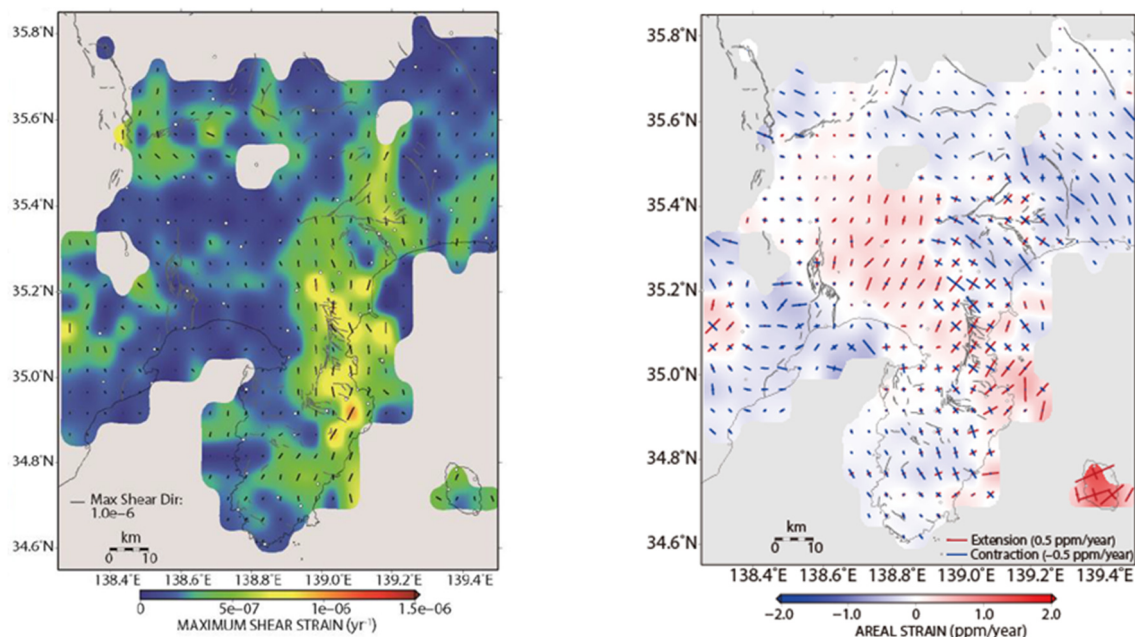 35.8°N
35.6°N
35.4°N
35.2°N
35.0°N
34.8°N
34.6°N
— Max Shear Dir:
1.0e-6
km
0 10
138.4°E 138.6°E 138.8°E 139.0°E 139.2°E 139.4°E
0 5e-07 1e-06 1.5e-06
MAXIMUM SHEAR STRAIN (yr⁻¹)
35.8°N
35.6°N
35.4°N
35.2°N
35.0°N
34.8°N
34.6°N
km
0 10
Extension (0.5 ppm/year)
Contraction (−0.5 ppm/year)
138.4°E 138.6°E 138.8°E 139.0°E 139.2°E 139.4°E
−2.0 −1.0 0 1.0 2.0
AREAL STRAIN (ppm/year)